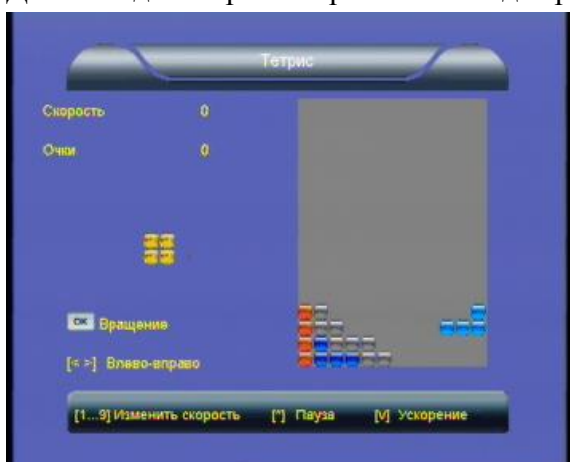 Тетрис
Скорость 0
Очки 0
OK Вращение
[< >] Влево-вправо
[1...9] Изменить скорость [*] Пауза [V] Ускорение